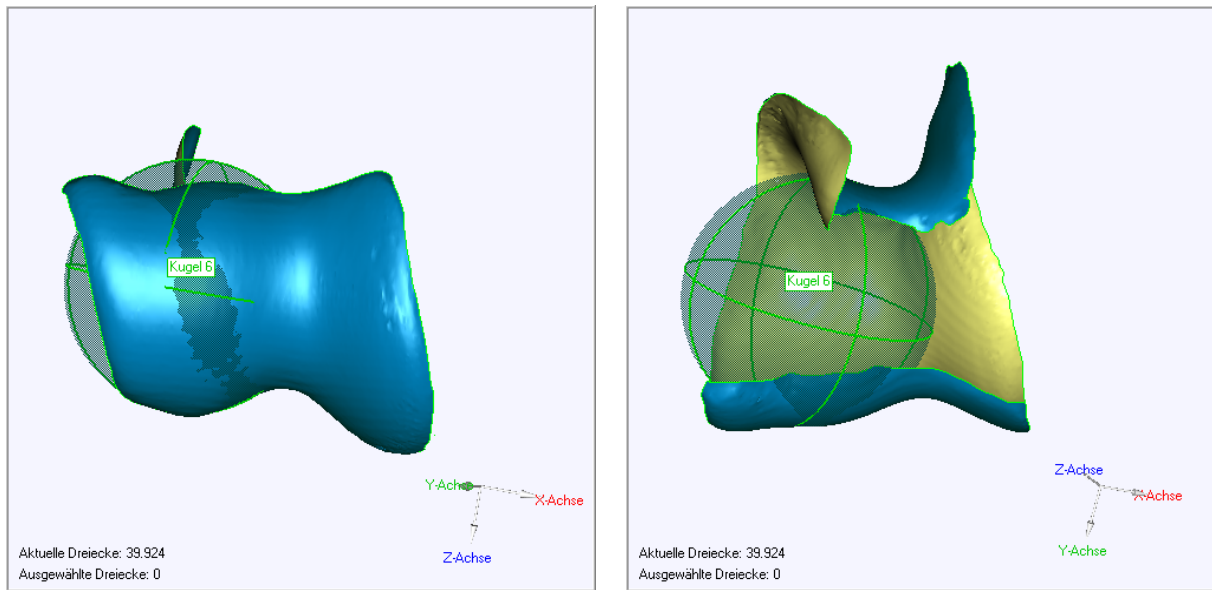 Kugel 6
Y-Ach
X-Achse
Z-Achse
Aktuelle Dreiecke: 39.924
Ausgewählte Dreiecke: 0
Kugel 6
Z-Achse
X-Achse
Y-Achse
Aktuelle Dreiecke: 39.924
Ausgewählte Dreiecke: 0